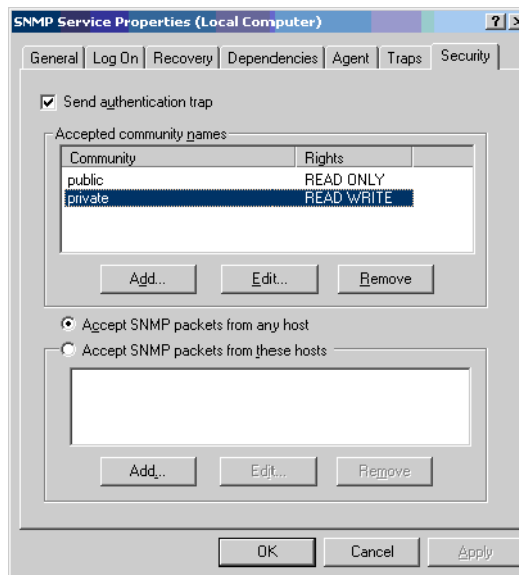 SNMP Service Properties (Local Computer)
General Log On Recovery Dependencies Agent Traps Security
Send authentication trap
Accepted community names
Community Rights
public READ ONLY
private READ WRITE
Add... Edit... Remove
Accept SNMP packets from any host
Accept SNMP packets from these hosts
Add... Edit... Remove
OK Cancel Apply